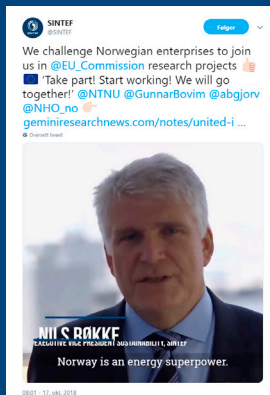 SINTEF
@SINTEF
Følger
We challenge Norwegian enterprises to join
us in @EU_Commission research projects 👍🏻
🇪🇺 'Take part! Start working! We will go
together!' @NTNU @GunnarBovim @abgjorv
@NHO_no 👉🏻
geminiresearchnews.com/notes/united-i ...
Oversett tweet
NILS RØKKE
EXECUTIVE VICE PRESIDENT SUSTAINABILITY, SINTEF
Norway is an energy superpower.
08:01 - 17. okt. 2018